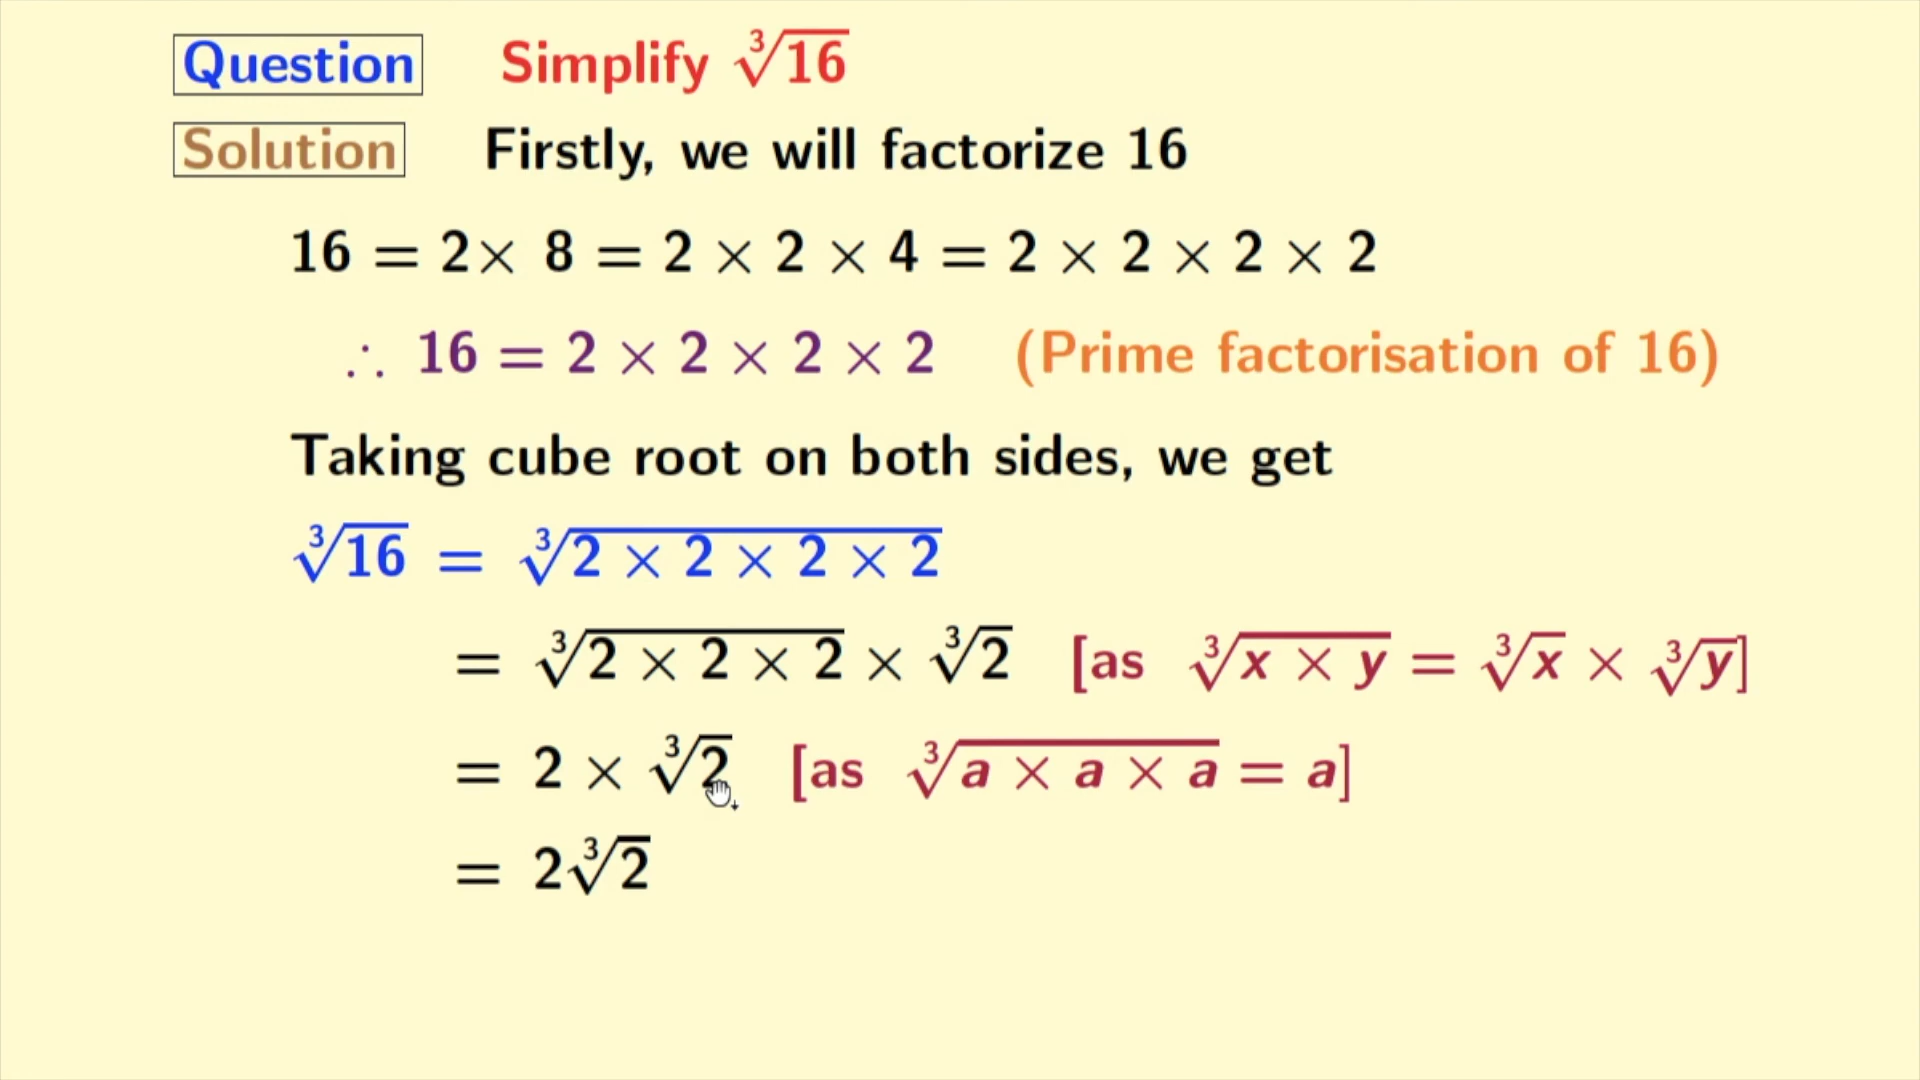 Question Simplify ∛16
Solution Firstly, we will factorize 16
16 = 2× 8 = 2 × 2 × 4 = 2 × 2 × 2 × 2
∴ 16 = 2 × 2 × 2 × 2 (Prime factorisation of 16)
Taking cube root on both sides, we get
∛16 = ∛(2 × 2 × 2 × 2)
= ∛(2 × 2 × 2) × ∛2 [as ∛(x × y) = ∛x × ∛y]
= 2 × ∛2 [as ∛(a × a × a) = a]
= 2∛2